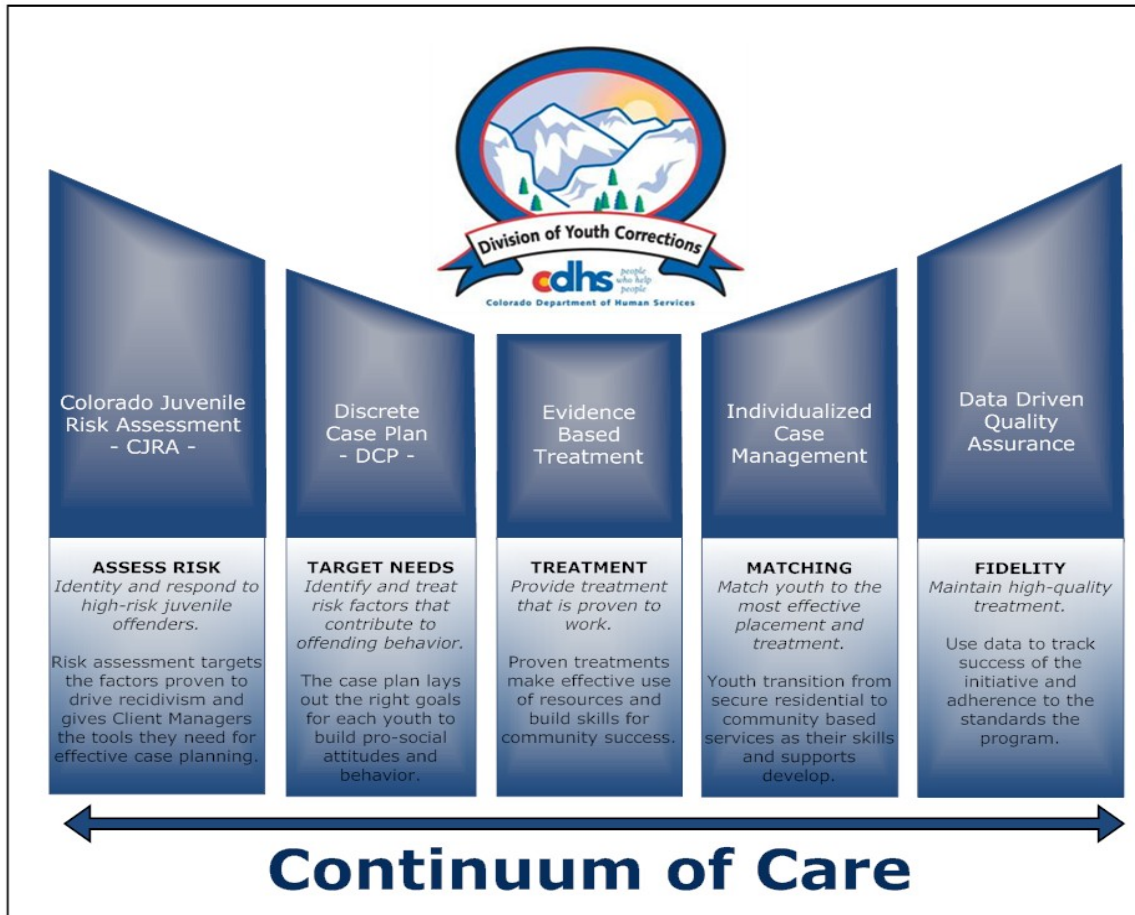 Division of Youth Corrections
cdhs
people
who help
people
Colorado Department of Human Services
Colorado Juvenile
Risk Assessment
- CJRA -
ASSESS RISK
Identity and respond to
high-risk juvenile
offenders.
Risk assessment targets
the factors proven to
drive recidivism and
gives Client Managers
the tools they need for
effective case planning.
Discrete
Case Plan
- DCP -
TARGET NEEDS
Identify and treat
risk factors that
contribute to
offending behavior.
The case plan lays
out the right goals
for each youth to
build pro-social
attitudes and
behavior.
Evidence
Based
Treatment
TREATMENT
Provide treatment
that is proven to
work.
Proven treatments
make effective use
of resources and
build skills for
community success.
Individualized
Case
Management
MATCHING
Match youth to the
most effective
placement and
treatment.
Youth transition from
secure residential to
community based
services as their skills
and supports
develop.
Data Driven
Quality
Assurance
FIDELITY
Maintain high-quality
treatment.
Use data to track
success of the
initiative and
adherence to the
standards the
program.
Continuum of Care